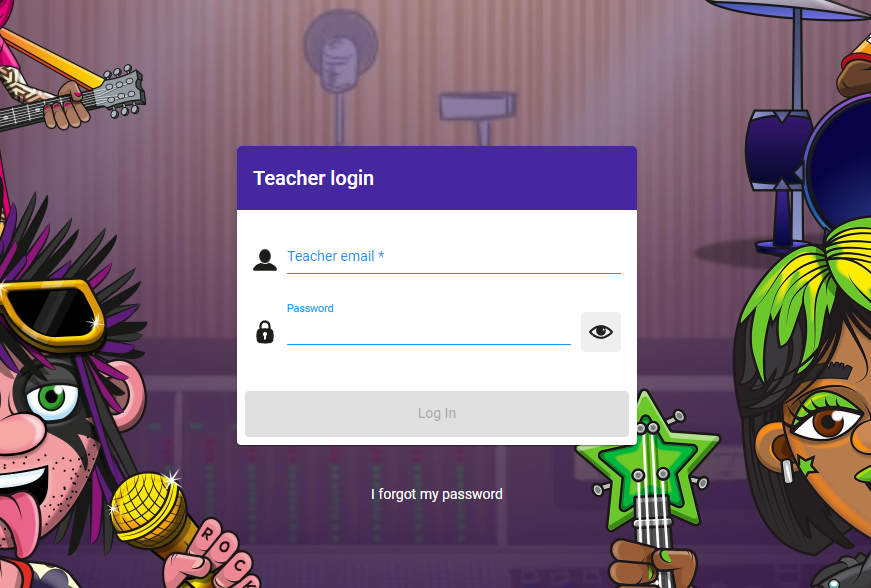 Teacher login
Teacher email *
Password
Log In
I forgot my password
ROCK